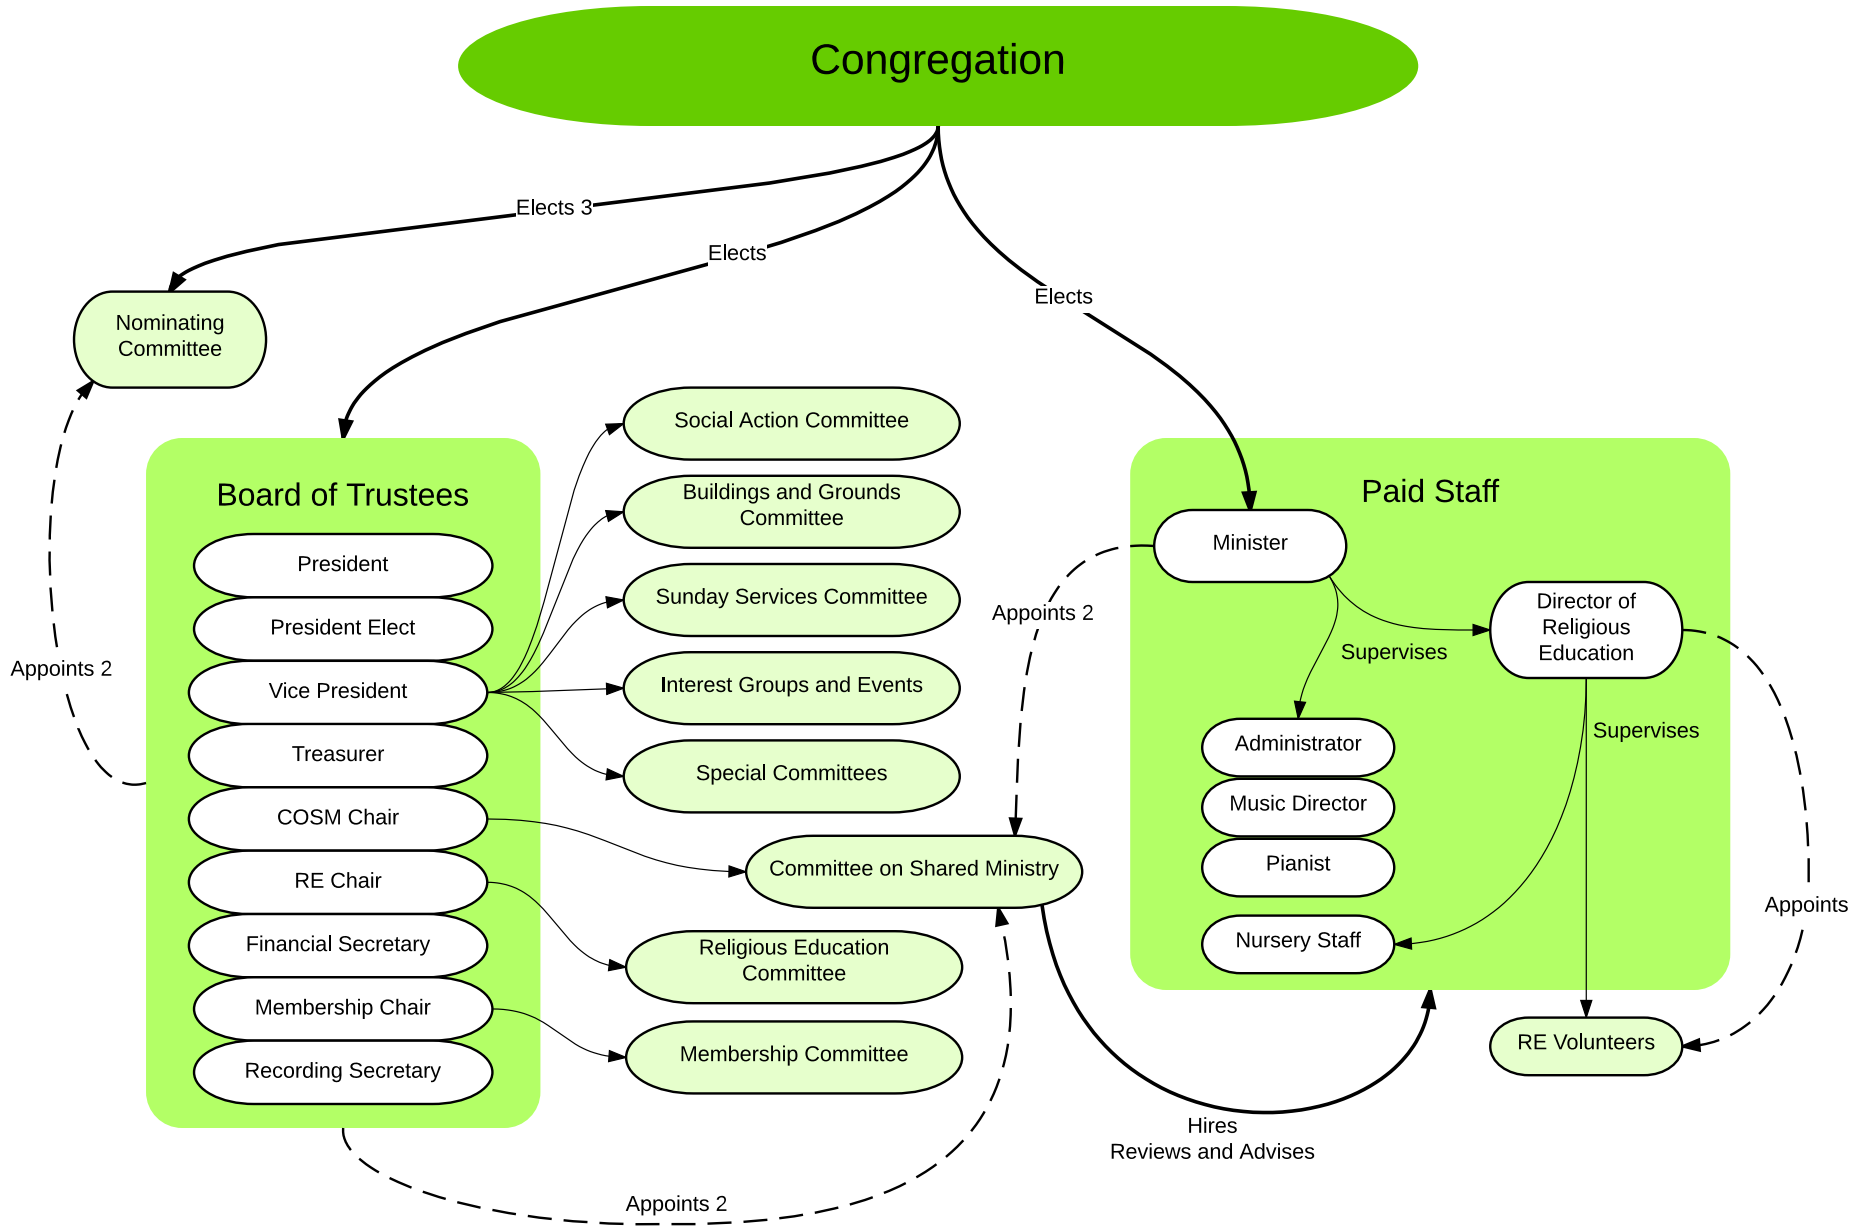 Congregation
Elects 3
Elects
Elects
Nominating
Committee
Appoints 2
Board of Trustees
President
President Elect
Vice President
Treasurer
COSM Chair
RE Chair
Financial Secretary
Membership Chair
Recording Secretary
Social Action Committee
Buildings and Grounds
Committee
Sunday Services Committee
Interest Groups and Events
Special Committees
Committee on Shared Ministry
Religious Education
Committee
Membership Committee
Appoints 2
Appoints 2
Paid Staff
Minister
Director of
Religious
Education
Supervises
Supervises
Administrator
Music Director
Pianist
Nursery Staff
Appoints
RE Volunteers
Hires
Reviews and Advises